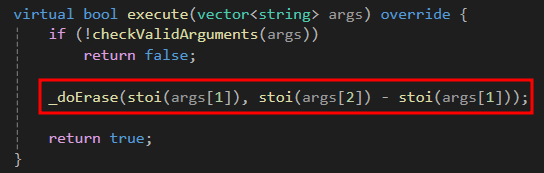 virtual bool execute(vector<string> args) override {
if (!checkValidArguments(args))
return false;
_doErase(stoi(args[1]), stoi(args[2]) - stoi(args[1]));
return true;
}